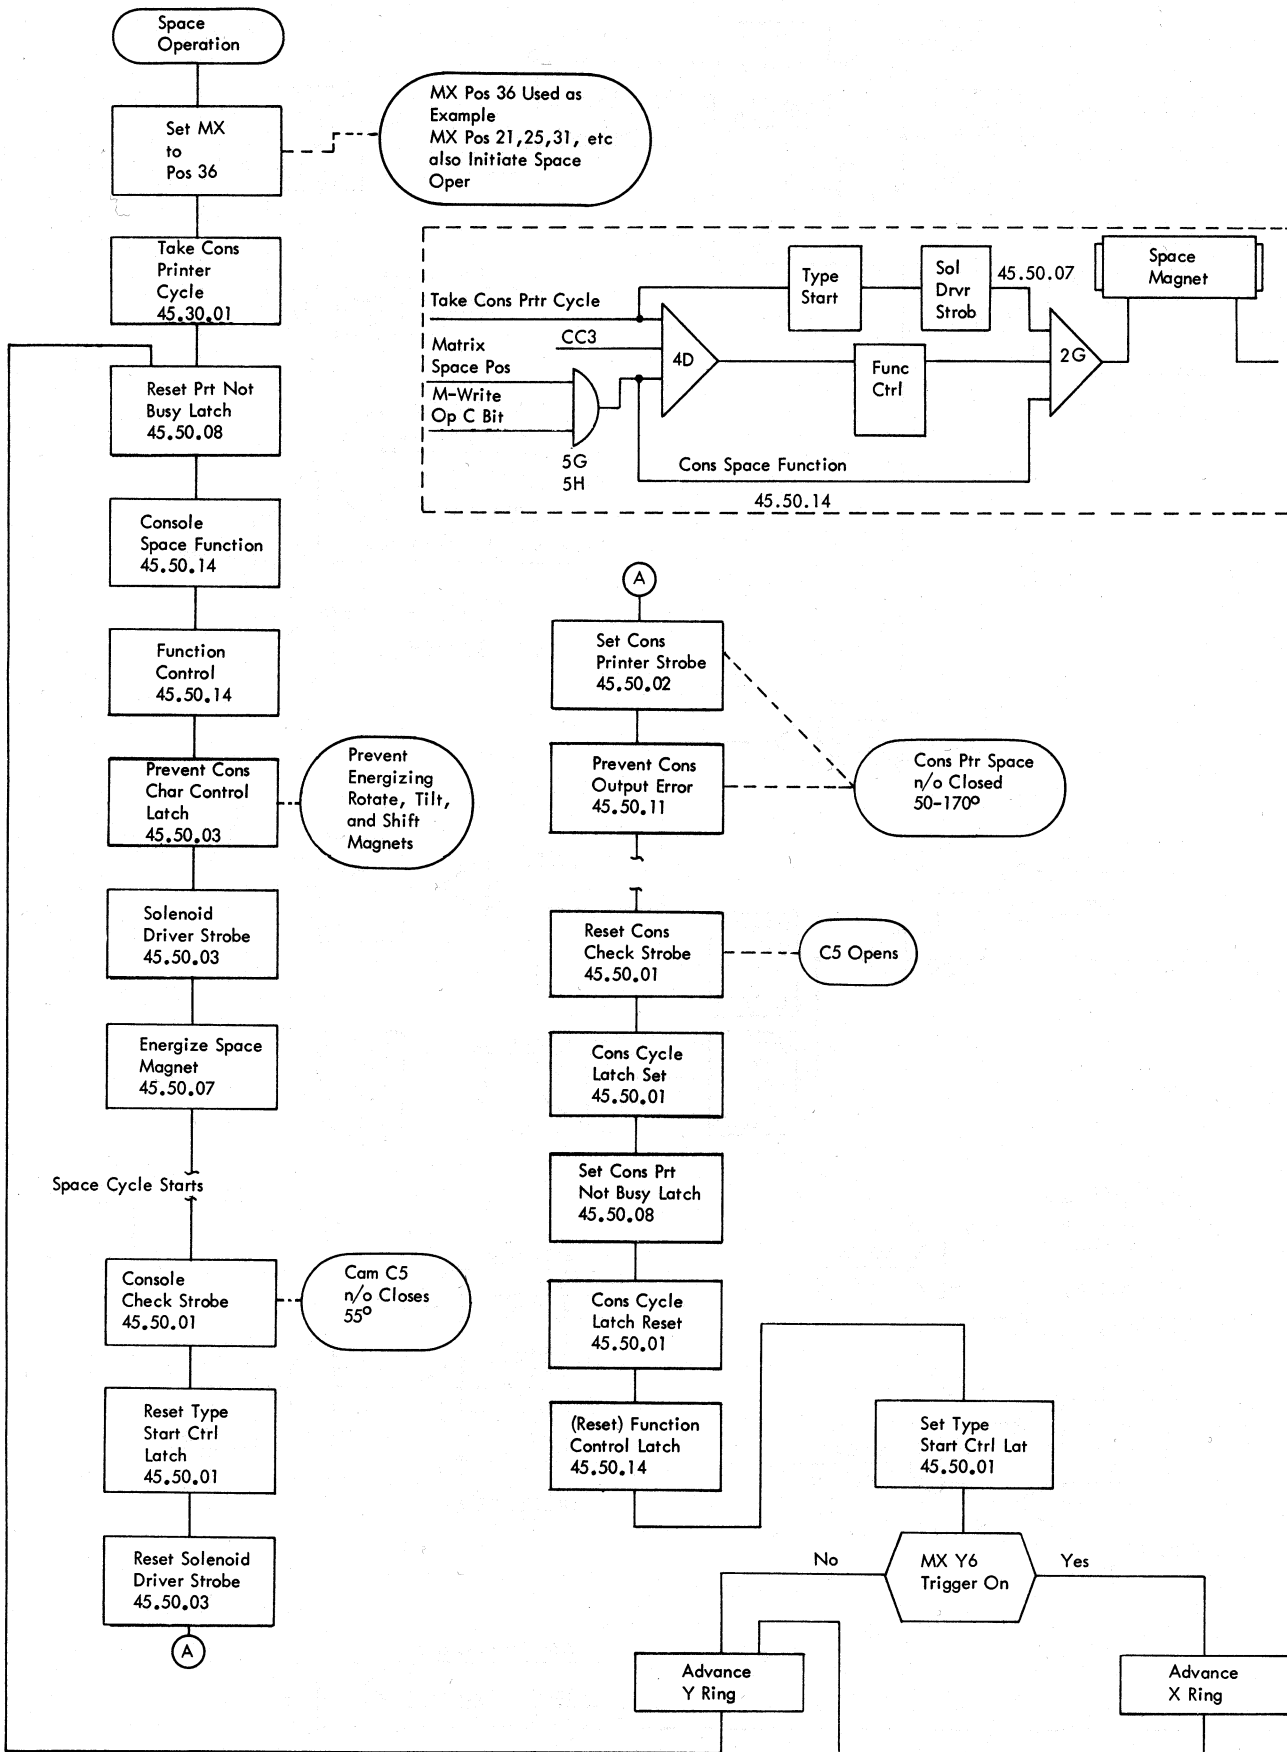 Space
Operation
Set MX
to
Pos 36
MX Pos 36 Used as
Example
MX Pos 21,25,31, etc
also Initiate Space
Oper
Take Cons
Printer
Cycle
45.30.01
Reset Prt Not
Busy Latch
45.50.08
Console
Space Function
45.50.14
Function
Control
45.50.14
Prevent Cons
Char Control
Latch
45.50.03
Prevent
Energizing
Rotate, Tilt,
and Shift
Magnets
Solenoid
Driver Strobe
45.50.03
Energize Space
Magnet
45.50.07
Space Cycle Starts
Console
Check Strobe
45.50.01
Cam C5
n/o Closes
55°
Reset Type
Start Ctrl
Latch
45.50.01
Reset Solenoid
Driver Strobe
45.50.03
A
Take Cons Prtr Cycle
Matrix
Space Pos
M-Write
Op C Bit
CC3
5G
5H
4D
Type
Start
Sol
Drvr
Strob
45.50.07
Func
Ctrl
2G
Space
Magnet
Cons Space Function
45.50.14
A
Set Cons
Printer Strobe
45.50.02
Prevent Cons
Output Error
45.50.11
Cons Ptr Space
n/o Closed
50-170°
Reset Cons
Check Strobe
45.50.01
C5 Opens
Cons Cycle
Latch Set
45.50.01
Set Cons Prt
Not Busy Latch
45.50.08
Cons Cycle
Latch Reset
45.50.01
(Reset) Function
Control Latch
45.50.14
Set Type
Start Ctrl Lat
45.50.01
No
MX Y6
Trigger On
Yes
Advance
Y Ring
Advance
X Ring